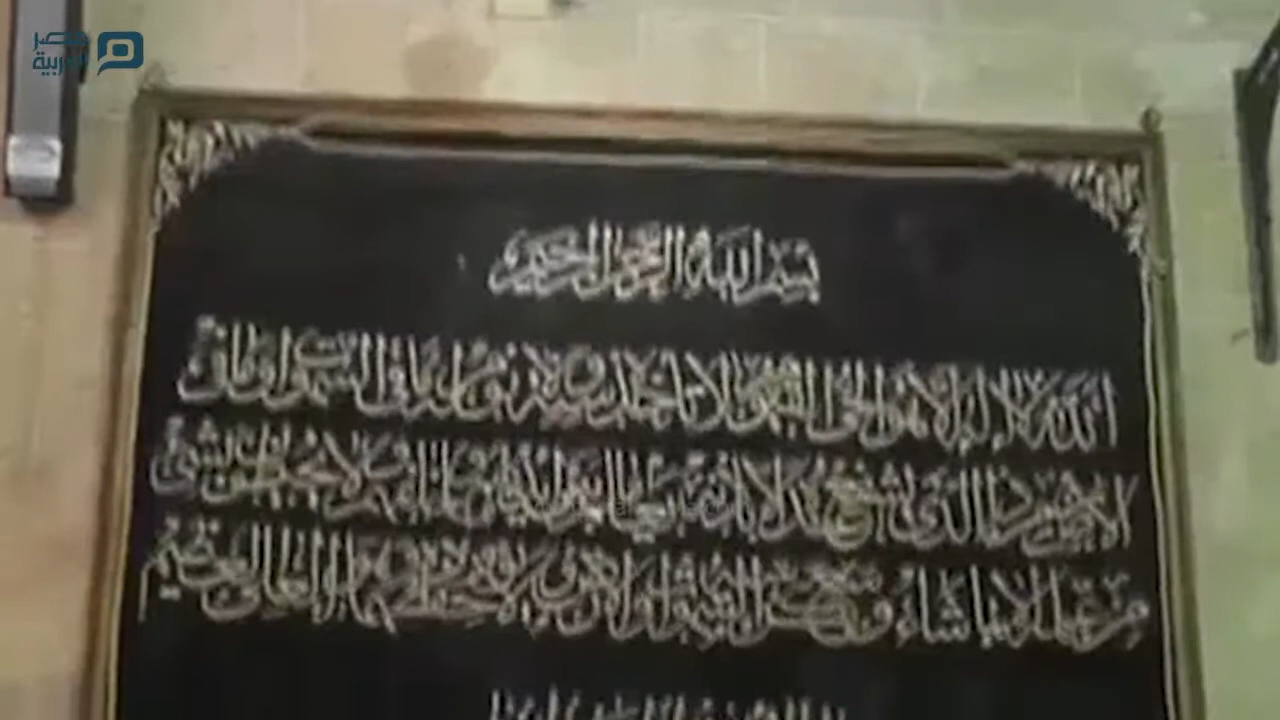 مصر العربية
بسم الله الرحمن الرحيم
الله لا إله إلا هو الحي القيوم لا تأخذه سنة ولا نوم له ما في السموات وما في
الأرض من ذا الذي يشفع عنده إلا بإذنه يعلم ما بين أيديهم وما خلفهم ولا يحيطون بشيء
من علمه إلا بما شاء وسع كرسيه السموات والأرض ولا يؤده حفظهما وهو العلي العظيم